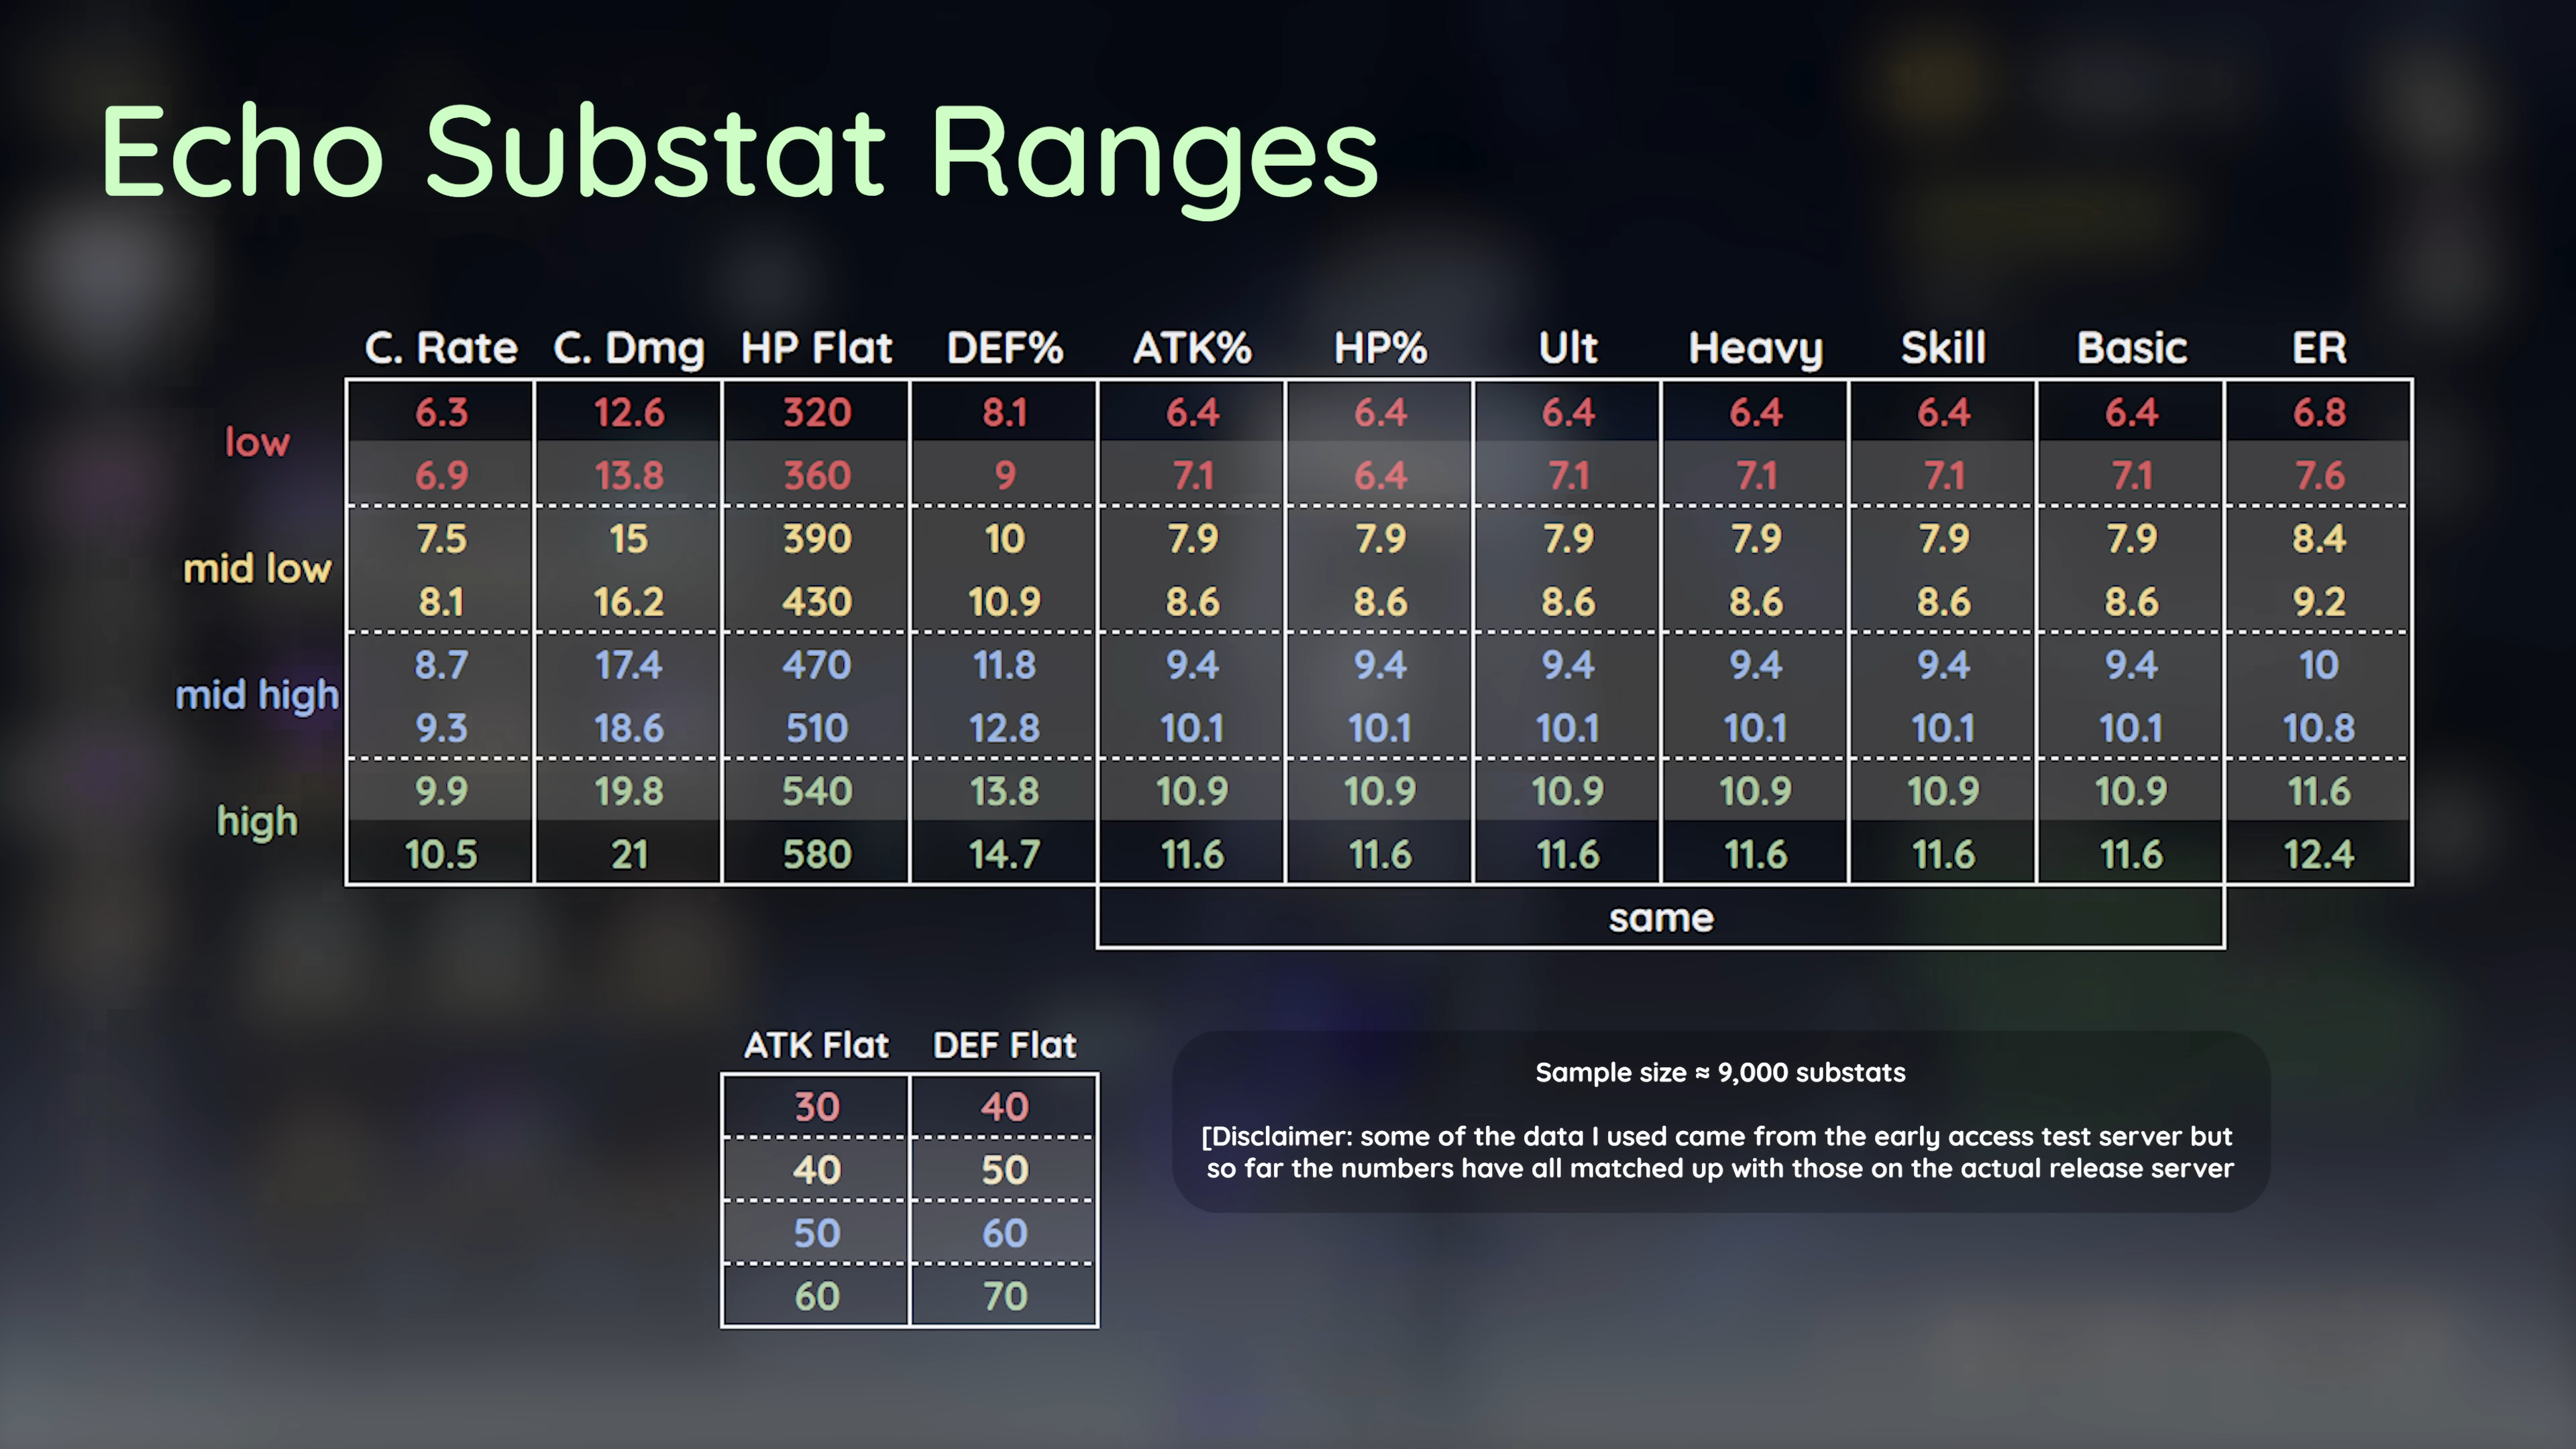 Echo Substat Ranges
C. Rate C. Dmg HP Flat DEF% ATK% HP% Ult Heavy Skill Basic ER
low
6.3 12.6 320 8.1 6.4 6.4 6.4 6.4 6.4 6.4 6.8
6.9 13.8 360 9 7.1 6.4 7.1 7.1 7.1 7.1 7.6
mid low
7.5 15 390 10 7.9 7.9 7.9 7.9 7.9 7.9 8.4
8.1 16.2 430 10.9 8.6 8.6 8.6 8.6 8.6 8.6 9.2
mid high
8.7 17.4 470 11.8 9.4 9.4 9.4 9.4 9.4 9.4 10
9.3 18.6 510 12.8 10.1 10.1 10.1 10.1 10.1 10.1 10.8
high
9.9 19.8 540 13.8 10.9 10.9 10.9 10.9 10.9 10.9 11.6
10.5 21 580 14.7 11.6 11.6 11.6 11.6 11.6 11.6 12.4
same
ATK Flat DEF Flat
30 40
40 50
50 60
60 70
Sample size ≈ 9,000 substats
[Disclaimer: some of the data I used came from the early access test server but
so far the numbers have all matched up with those on the actual release server